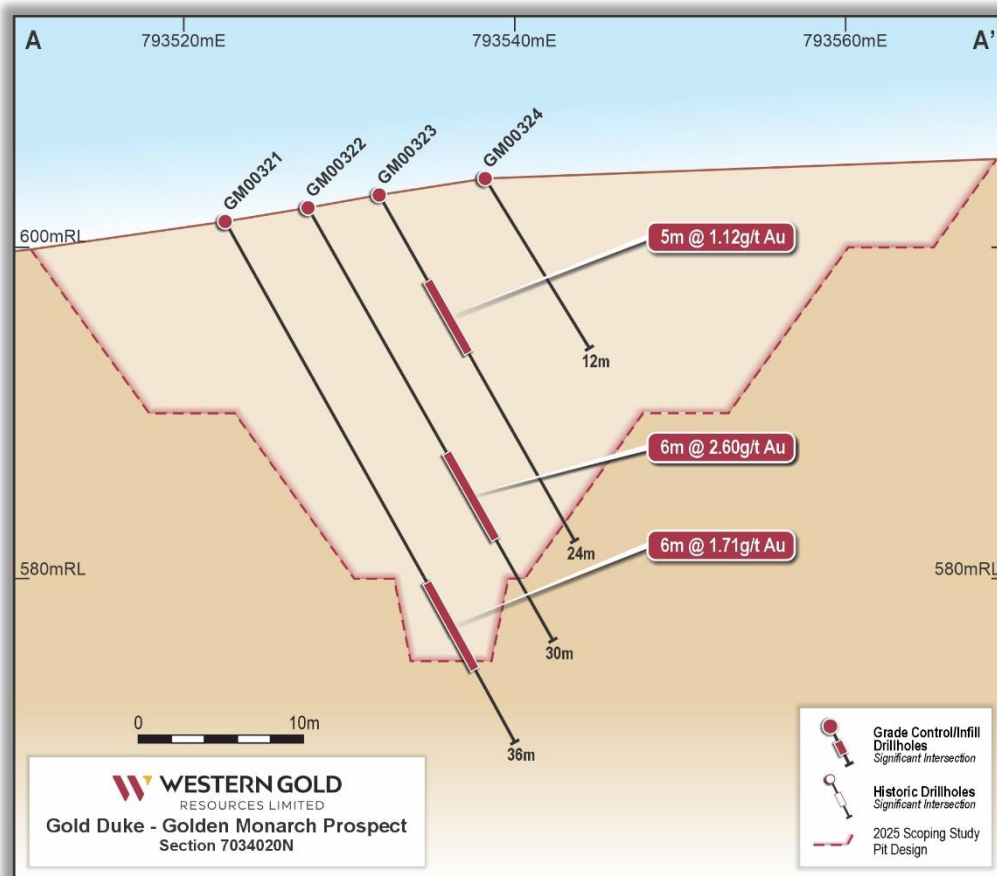 A
793520mE
793540mE
793560mE
A'
GM00321
GM00322
GM00323
GM00324
600mRL
5m @ 1.12g/t Au
12m
6m @ 2.60g/t Au
24m
6m @ 1.71g/t Au
580mRL
580mRL
30m
36m
0
10m
WESTERN GOLD
RESOURCES LIMITED
Gold Duke - Golden Monarch Prospect
Section 7034020N
Grade Control/Infill
Drillholes
Significant Intersection
Historic Drillholes
Significant Intersection
2025 Scoping Study
Pit Design